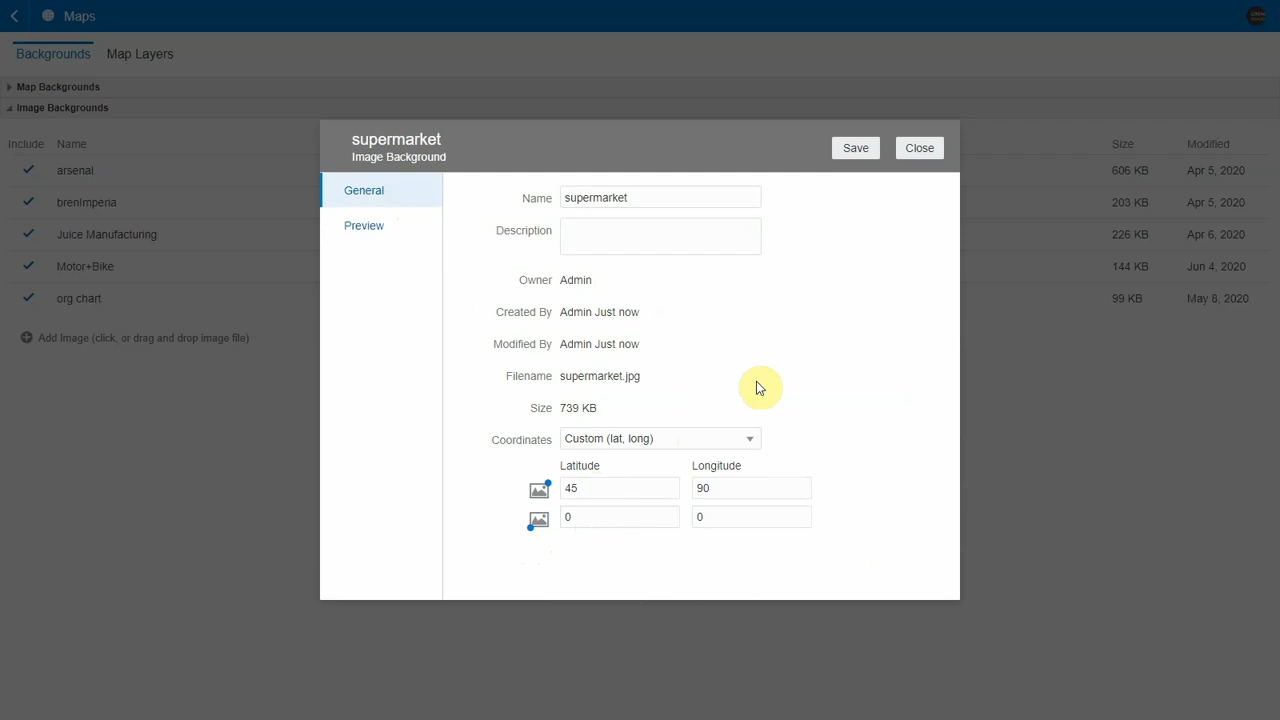 Maps
Backgrounds Map Layers
Map Backgrounds
Image Backgrounds
Include Name Size Modified
arsenal 606 KB Apr 5, 2020
brenImperia 203 KB Apr 5, 2020
Juice Manufacturing 226 KB Apr 6, 2020
Motor+Bike 144 KB Jun 4, 2020
org chart 99 KB May 8, 2020
Add Image (click, or drag and drop image file)
supermarket
Image Background
Save Close
General
Preview
Name supermarket
Description
Owner Admin
Created By Admin Just now
Modified By Admin Just now
Filename supermarket.jpg
Size 739 KB
Coordinates Custom (lat, long)
Latitude Longitude
45 90
0 0